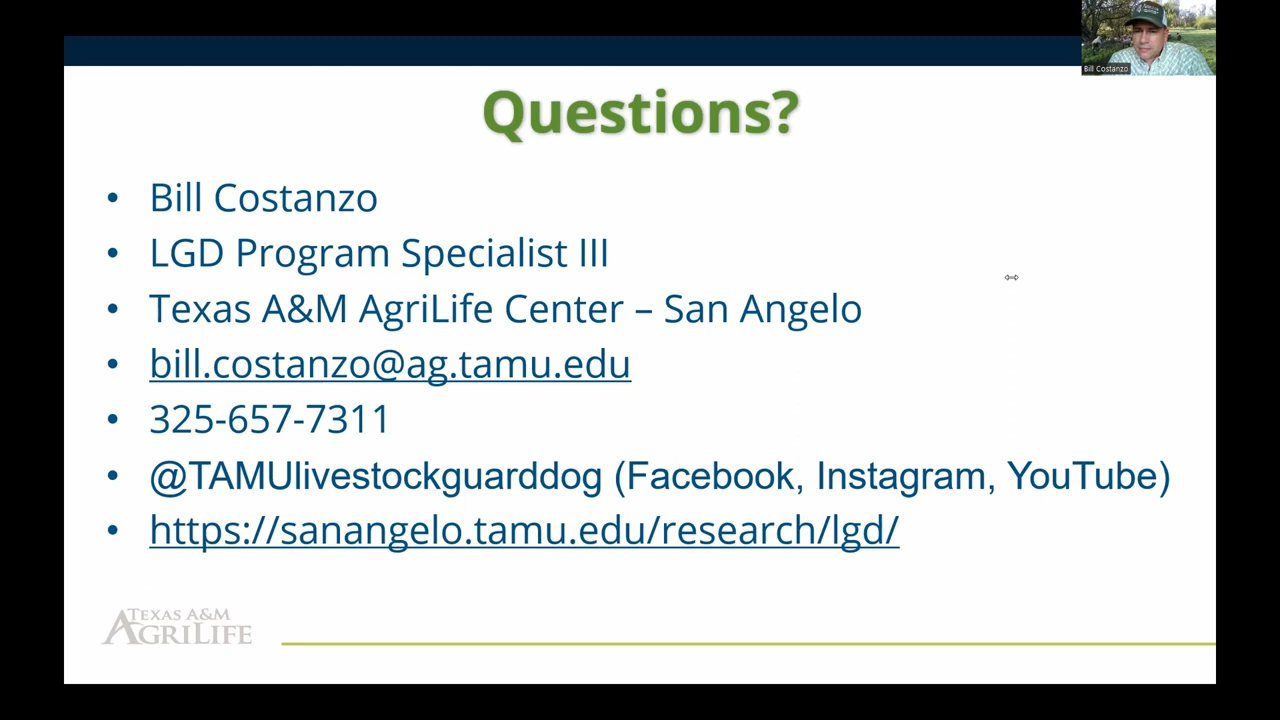 Bill Costanzo
Questions?
• Bill Costanzo
• LGD Program Specialist III
• Texas A&M AgriLife Center – San Angelo
• bill.costanzo@ag.tamu.edu
• 325-657-7311
• @TAMUlivestockguarddog (Facebook, Instagram, YouTube)
• https://sanangelo.tamu.edu/research/lgd/
TEXAS A&M
AGRILIFE